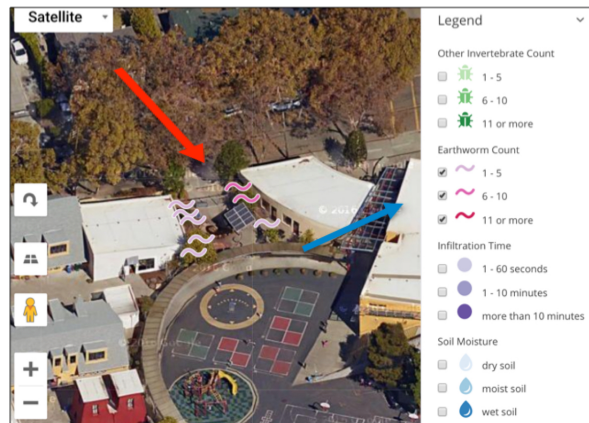 Satellite
Legend
Other Invertebrate Count
1 - 5
6 - 10
11 or more
Earthworm Count
1 - 5
6 - 10
11 or more
Infiltration Time
1 - 60 seconds
1 - 10 minutes
more than 10 minutes
Soil Moisture
dry soil
moist soil
wet soil
© 2016